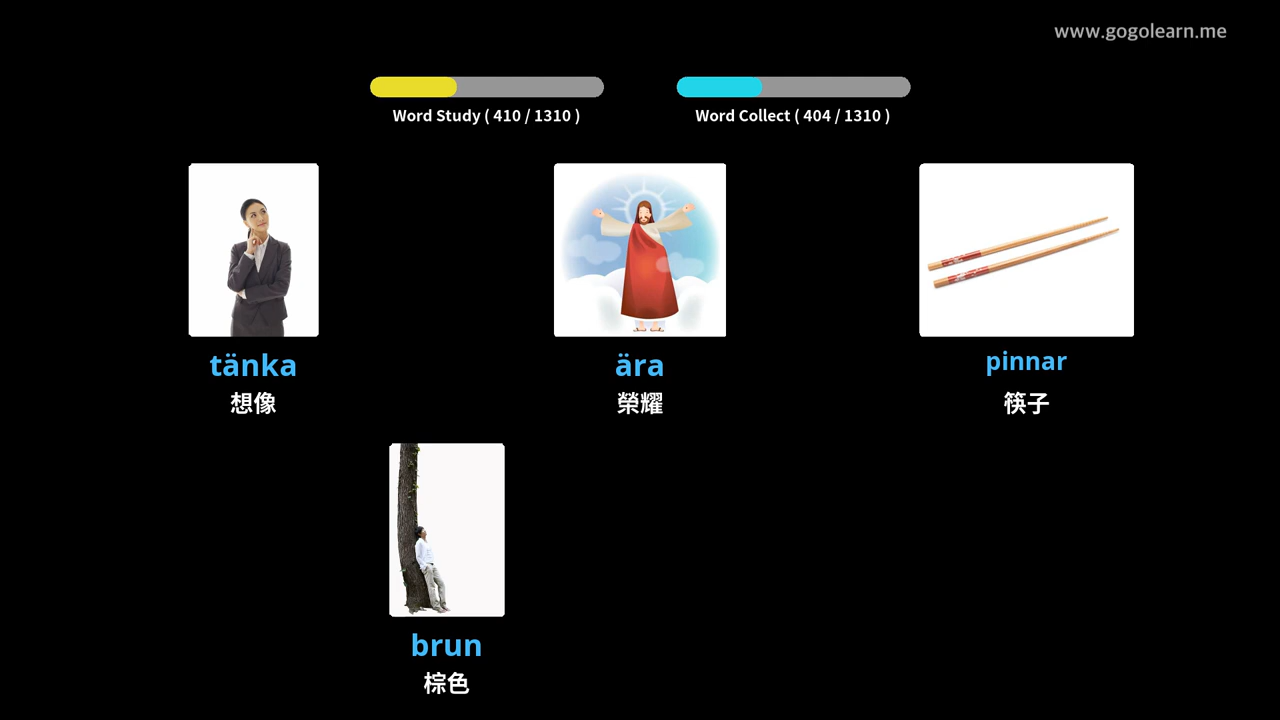 www.gogolearn.me
Word Study ( 410 / 1310 )
Word Collect ( 404 / 1310 )
tänka
想像
ära
榮耀
pinnar
筷子
brun
棕色